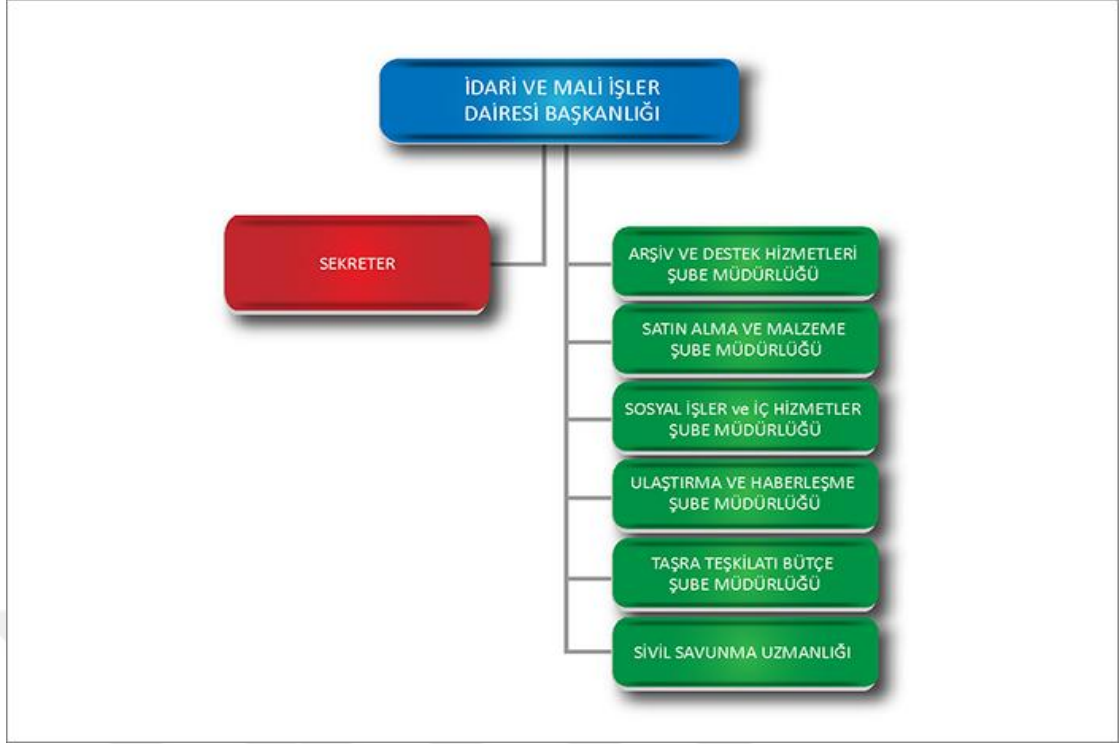 İDARİ VE MALİ İŞLER
DAİRESİ BAŞKANLIĞI
SEKRETER
ARŞİV VE DESTEK HİZMETLERİ
ŞUBE MÜDÜRLÜĞÜ
SATIN ALMA VE MALZEME
ŞUBE MÜDÜRLÜĞÜ
SOSYAL İŞLER ve İÇ HİZMETLER
ŞUBE MÜDÜRLÜĞÜ
ULAŞTIRMA VE HABERLEŞME
ŞUBE MÜDÜRLÜĞÜ
TAŞRA TEŞKİLATI BÜTÇE
ŞUBE MÜDÜRLÜĞÜ
SİVİL SAVUNMA UZMANLIĞI